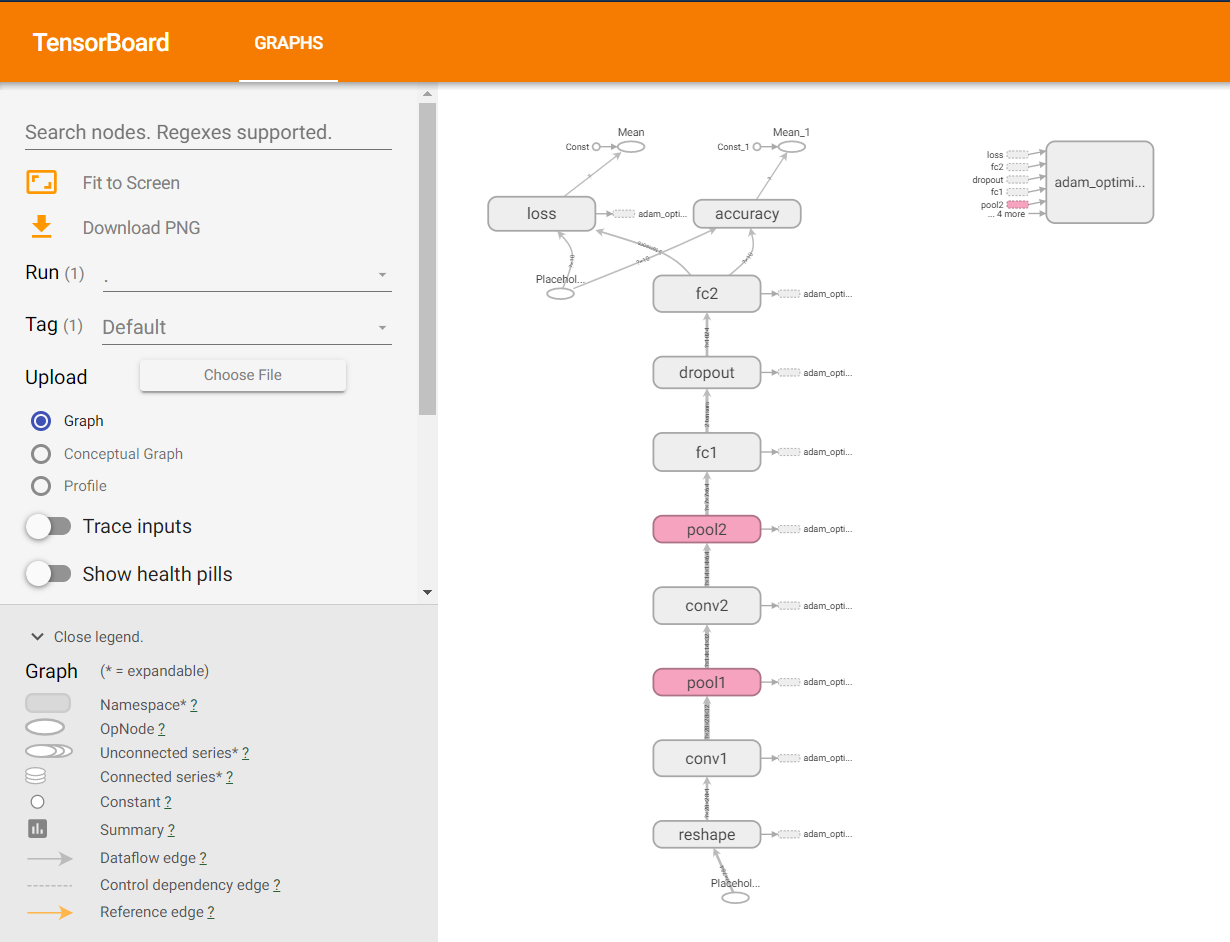 TensorBoard
GRAPHS
Search nodes. Regexes supported.
Fit to Screen
Download PNG
Run (1)
.
Tag (1)
Default
Upload
Choose File
Graph
Conceptual Graph
Profile
Trace inputs
Show health pills
Close legend.
Graph
(* = expandable)
Namespace* ?
OpNode ?
Unconnected series* ?
Connected series* ?
Constant ?
Summary ?
Dataflow edge ?
Control dependency edge ?
Reference edge ?
Mean
Const
Mean_1
Const_1
loss
adam_opti...
accuracy
Placehol...
fc2
adam_opti...
dropout
adam_opti...
fc1
adam_opti...
pool2
adam_opti...
conv2
adam_opti...
pool1
adam_opti...
conv1
adam_opti...
reshape
adam_opti...
Placehol...
loss
fc2
dropout
fc1
pool2
... 4 more
adam_optimi...